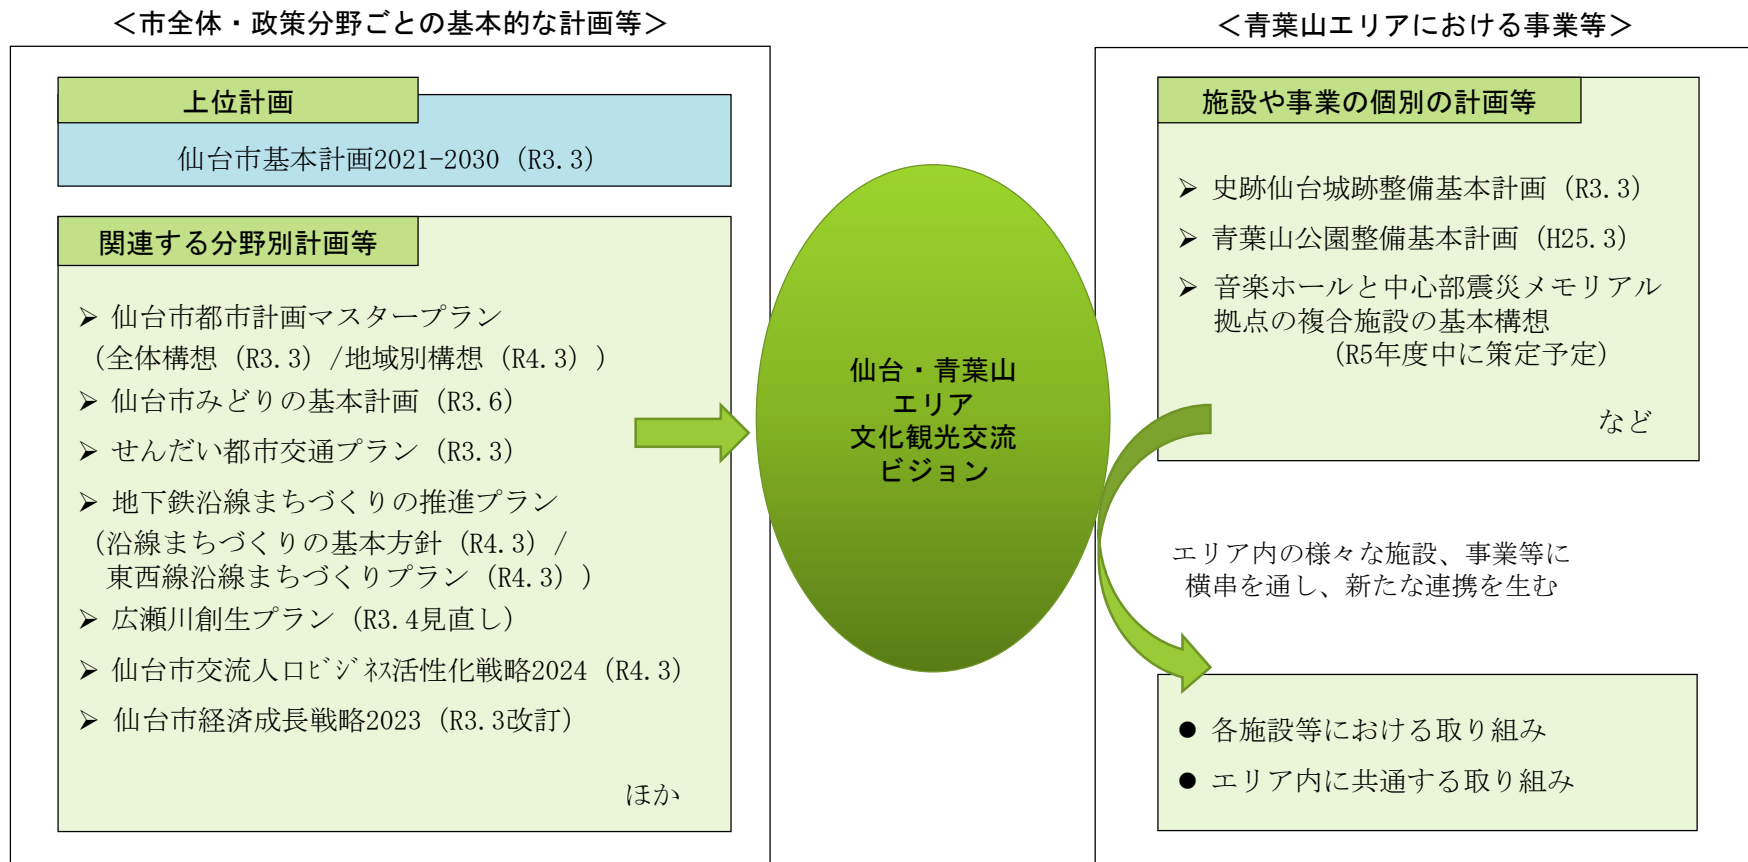 ＜市全体・政策分野ごとの基本的な計画等＞
上位計画
仙台市基本計画2021-2030（R3.3）
関連する分野別計画等
➢ 仙台市都市計画マスタープラン
（全体構想（R3.3）/地域別構想（R4.3））
➢ 仙台市みどりの基本計画（R3.6）
➢ せんだい都市交通プラン（R3.3）
➢ 地下鉄沿線まちづくりの推進プラン
（沿線まちづくりの基本方針（R4.3）/
東西線沿線まちづくりプラン（R4.3））
➢ 広瀬川創生プラン（R3.4見直し）
➢ 仙台市交流人口ﾋﾞｼﾞﾈｽ活性化戦略2024（R4.3）
➢ 仙台市経済成長戦略2023（R3.3改訂）
ほか
仙台・青葉山
エリア
文化観光交流
ビジョン
＜青葉山エリアにおける事業等＞
施設や事業の個別の計画等
➢ 史跡仙台城跡整備基本計画（R3.3）
➢ 青葉山公園整備基本計画（H25.3）
➢ 音楽ホールと中心部震災メモリアル
拠点の複合施設の基本構想
（R5年度中に策定予定）
など
エリア内の様々な施設、事業等に
横串を通し、新たな連携を生む
● 各施設等における取り組み
● エリア内に共通する取り組み